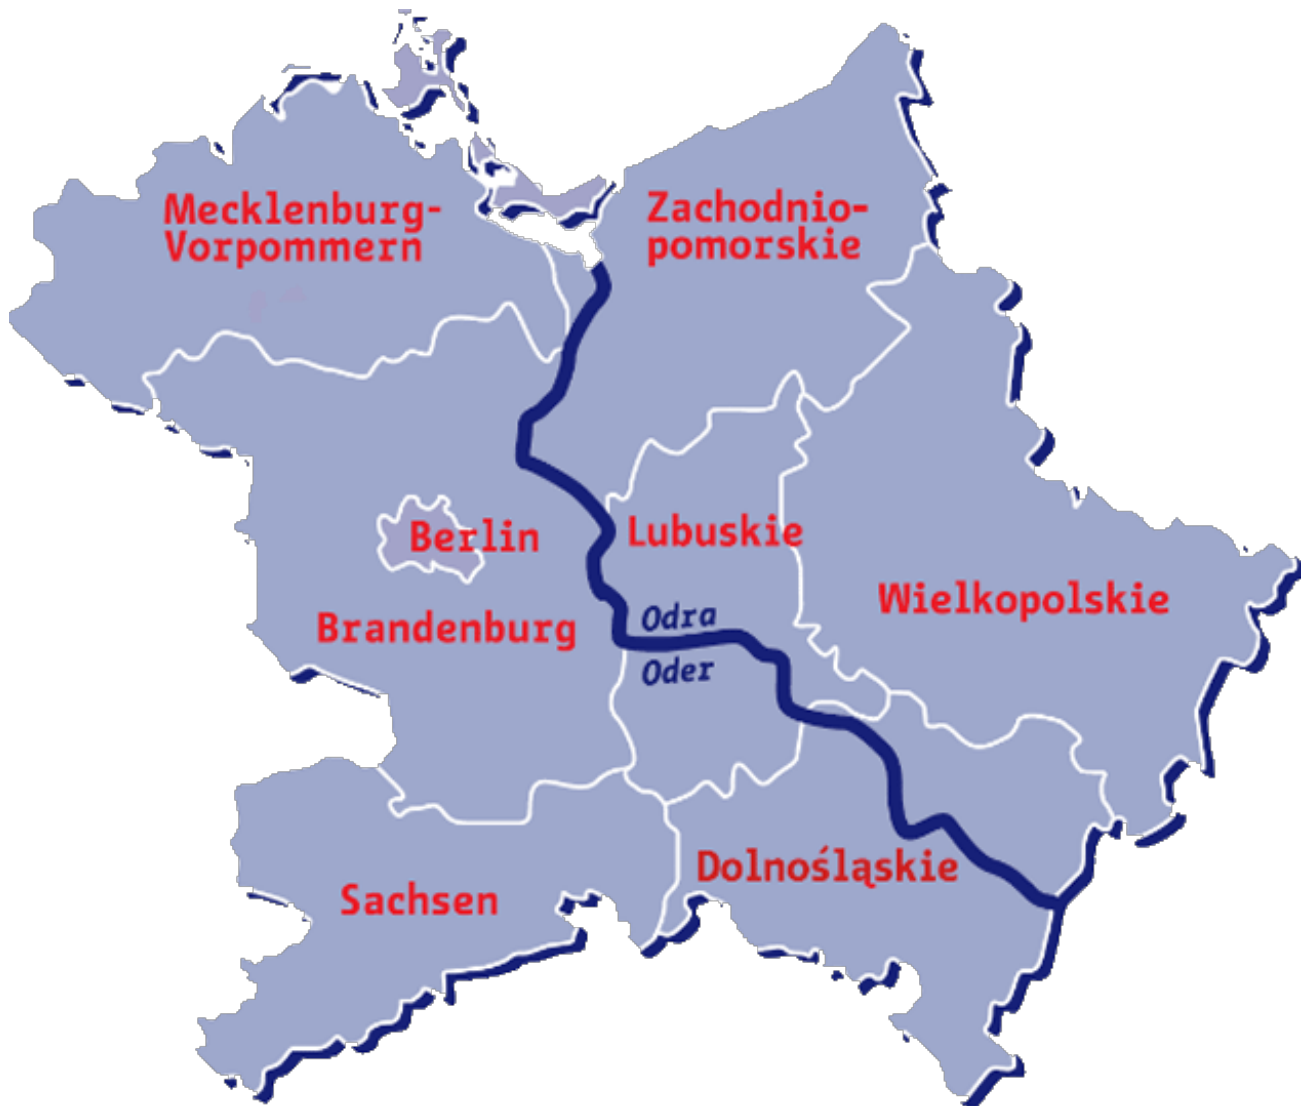 Mecklenburg-
Vorpommern
Zachodnio-
pomorskie
Berlin
Lubuskie
Wielkopolskie
Brandenburg
Odra
Oder
Dolnośląskie
Sachsen